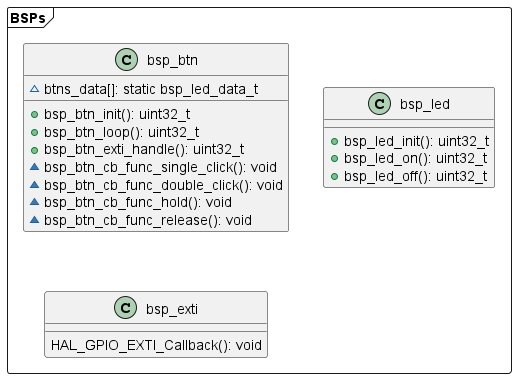 BSPs
C bsp_btn
btns_data[]: static bsp_led_data_t
bsp_btn_init(): uint32_t
bsp_btn_loop(): uint32_t
bsp_btn_exti_handle(): uint32_t
bsp_btn_cb_func_single_click(): void
bsp_btn_cb_func_double_click(): void
bsp_btn_cb_func_hold(): void
bsp_btn_cb_func_release(): void
C bsp_led
bsp_led_init(): uint32_t
bsp_led_on(): uint32_t
bsp_led_off(): uint32_t
C bsp_exti
HAL_GPIO_EXTI_Callback(): void